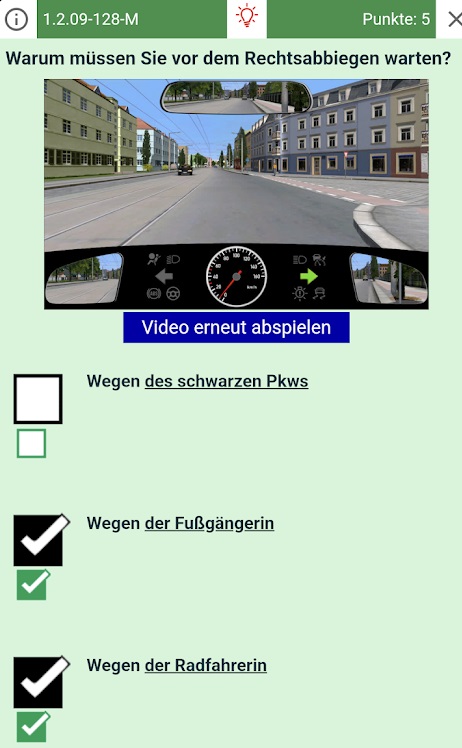 1.2.09-128-M
Punkte: 5
Warum müssen Sie vor dem Rechtsabbiegen warten?
Video erneut abspielen
Wegen des schwarzen Pkws
Wegen der Fußgängerin
Wegen der Radfahrerin